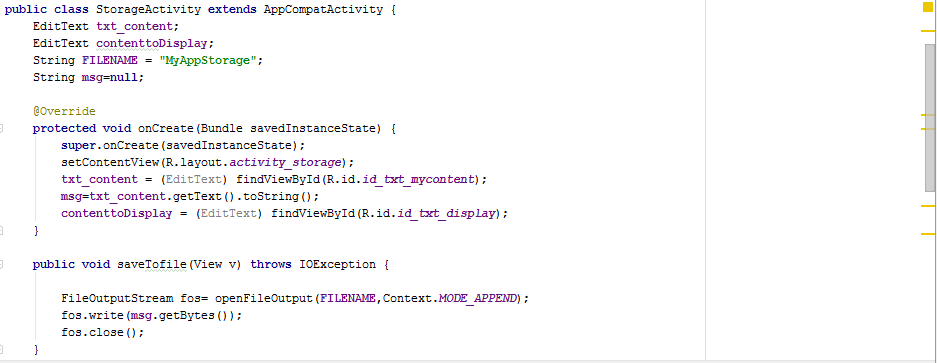 public class StorageActivity extends AppCompatActivity {
EditText txt_content;
EditText contenttoDisplay;
String FILENAME = "MyAppStorage";
String msg=null;
@Override
protected void onCreate(Bundle savedInstanceState) {
super.onCreate(savedInstanceState);
setContentView(R.layout.activity_storage);
txt_content = (EditText) findViewById(R.id.id_txt_mycontent);
msg=txt_content.getText().toString();
contenttoDisplay = (EditText) findViewById(R.id.id_txt_display);
}
public void saveTofile(View v) throws IOException {
FileOutputStream fos= openFileOutput(FILENAME,Context.MODE_APPEND);
fos.write(msg.getBytes());
fos.close();
}